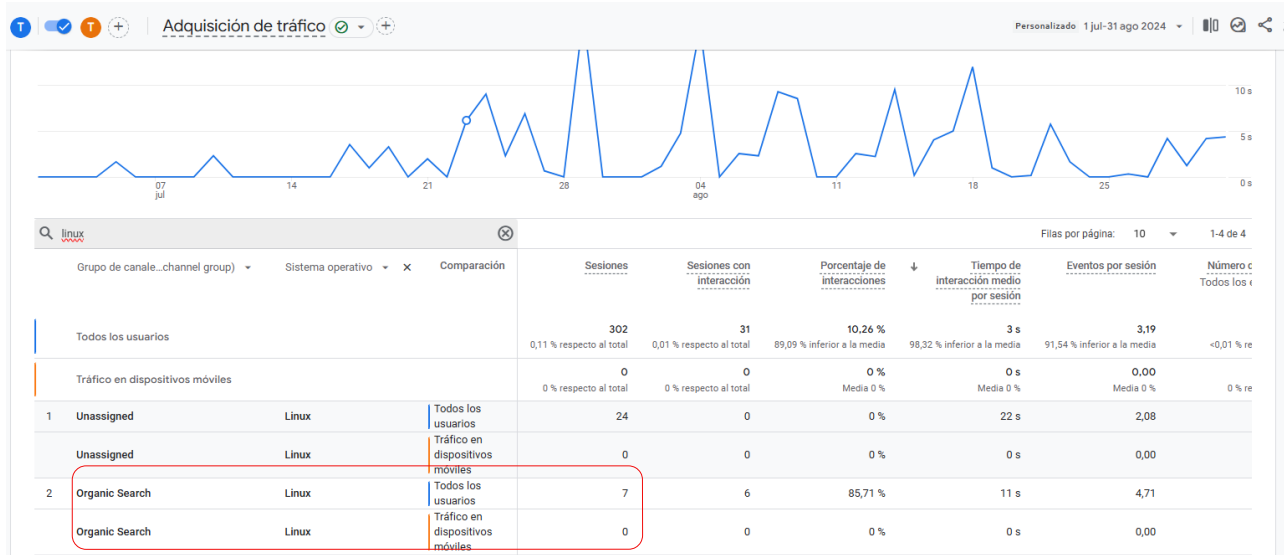 T T Adquisición de tráfico Personalizado 1 jul-31 ago 2024
10 s
5 s
0 s
07 14 21 28 04 11 18 25
jul ago
linux Filas por página: 10 1-4 de 4
Grupo de canale...channel group) Sistema operativo Comparación Sesiones Sesiones con Porcentaje de Tiempo de Eventos por sesión Número
interacción interacciones interacción medio Todos los
por sesión
302 31 10,26 % 3 s 3,19
Todos los usuarios
0,11 % respecto al total 0,01 % respecto al total 89,09 % inferior a la media 98,32 % inferior a la media 91,54 % inferior a la media <0,01 % re
0 0 0 % 0 s 0,00
Tráfico en dispositivos móviles
0 % respecto al total 0 % respecto al total Media 0 % Media 0 % Media 0 % 0 % re
1 Unassigned Linux Todos los 24 0 0 % 22 s 2,08
usuarios
Tráfico en
Unassigned Linux dispositivos 0 0 0 % 0 s 0,00
móviles
2 Organic Search Linux Todos los 7 6 85,71 % 11 s 4,71
usuarios
Tráfico en
Organic Search Linux dispositivos 0 0 0 % 0 s 0,00
móviles